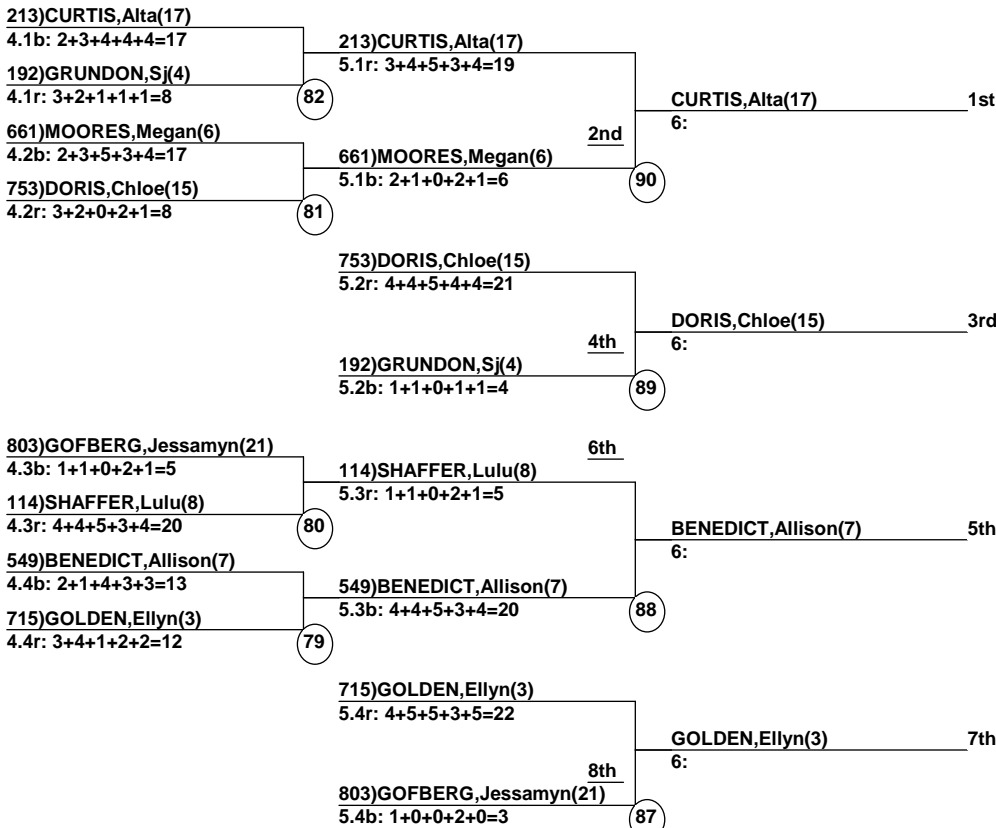 213)CURTIS,Alta(17)
4.1b: 2+3+4+4+4=17
192)GRUNDON,Sj(4)
4.1r: 3+2+1+1+1=8
82
661)MOORES,Megan(6)
4.2b: 2+3+5+3+4=17
753)DORIS,Chloe(15)
4.2r: 3+2+0+2+1=8
81
213)CURTIS,Alta(17)
5.1r: 3+4+5+3+4=19
2nd
661)MOORES,Megan(6)
5.1b: 2+1+0+2+1=6
90
CURTIS,Alta(17)
1st
6:
753)DORIS,Chloe(15)
5.2r: 4+4+5+4+4=21
4th
192)GRUNDON,Sj(4)
5.2b: 1+1+0+1+1=4
89
DORIS,Chloe(15)
3rd
6:
803)GOFBERG,Jessamyn(21)
4.3b: 1+1+0+2+1=5
114)SHAFFER,Lulu(8)
4.3r: 4+4+5+3+4=20
80
549)BENEDICT,Allison(7)
4.4b: 2+1+4+3+3=13
715)GOLDEN,Ellyn(3)
4.4r: 3+4+1+2+2=12
79
6th
114)SHAFFER,Lulu(8)
5.3r: 1+1+0+2+1=5
549)BENEDICT,Allison(7)
5.3b: 4+4+5+3+4=20
88
BENEDICT,Allison(7)
5th
6:
715)GOLDEN,Ellyn(3)
5.4r: 4+5+5+3+5=22
8th
803)GOFBERG,Jessamyn(21)
5.4b: 1+0+0+2+0=3
87
GOLDEN,Ellyn(3)
7th
6: